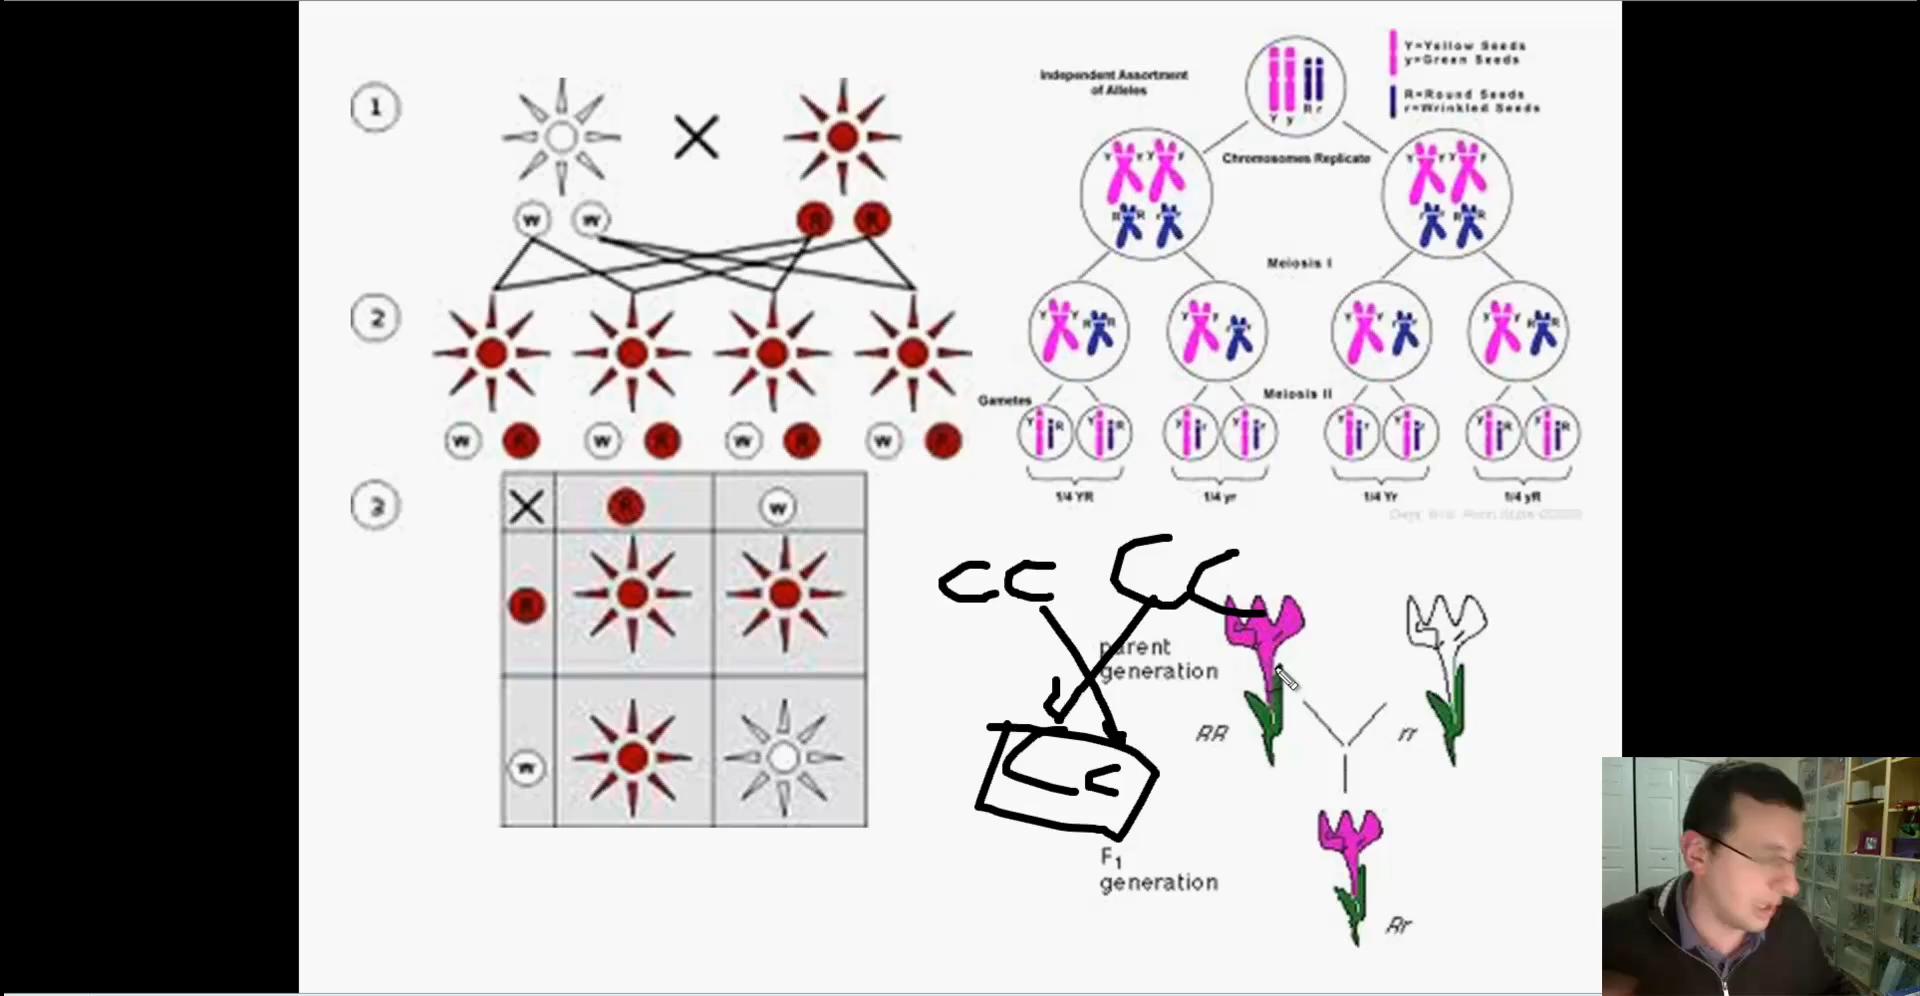 1
w w R R
2
w R w R w R w R
3
R w
R
w
Independent Assortment
of Alleles
Y=Yellow Seeds
y=Green Seeds
R=Round Seeds
r=Wrinkled Seeds
Y y R r
Chromosomes Replicate
Meiosis I
Meiosis II
Gametes
1/4 YR 1/4 yr 1/4 Yr 1/4 yR
cc CC
parent
generation
RR rr
Cc
F1
generation
Rr